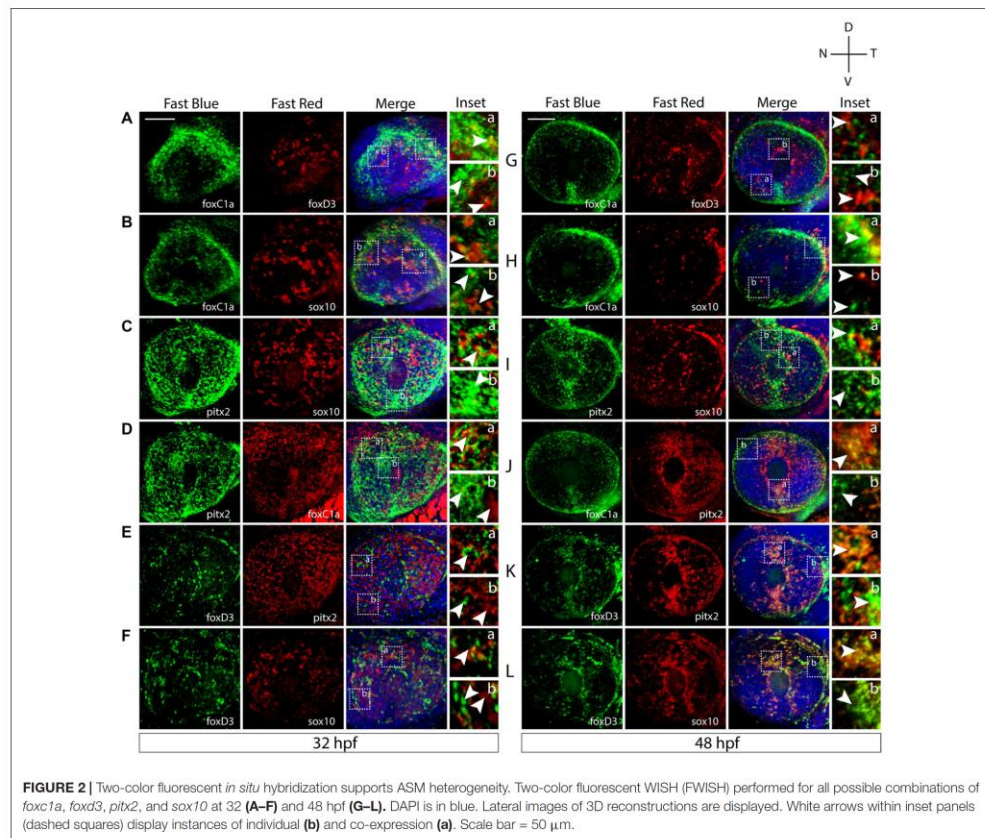 D
N T
V
Fast Blue Fast Red Merge Inset Fast Blue Fast Red Merge Inset
A b a a
b G b a b
foxC1a foxD3 foxC1a foxD3
B b a a a
b H b b
foxC1a sox10 foxC1a sox10
C a a b a a
b I b
b
pitx2 sox10 pitx2 sox10
D a a b a
b b J a b
pitx2 foxC1a foxC1a pitx2
E a a a a
b b K b b
foxD3 pitx2 foxD3 pitx2
F a a a a
b b L b b
foxD3 sox10 foxD3 sox10
32 hpf 48 hpf
FIGURE 2 | Two-color fluorescent in situ hybridization supports ASM heterogeneity. Two-color fluorescent WISH (FWISH) performed for all possible combinations of
foxc1a, foxd3, pitx2, and sox10 at 32 (A–F) and 48 hpf (G–L). DAPI is in blue. Lateral images of 3D reconstructions are displayed. White arrows within inset panels
(dashed squares) display instances of individual (b) and co-expression (a). Scale bar = 50 μm.